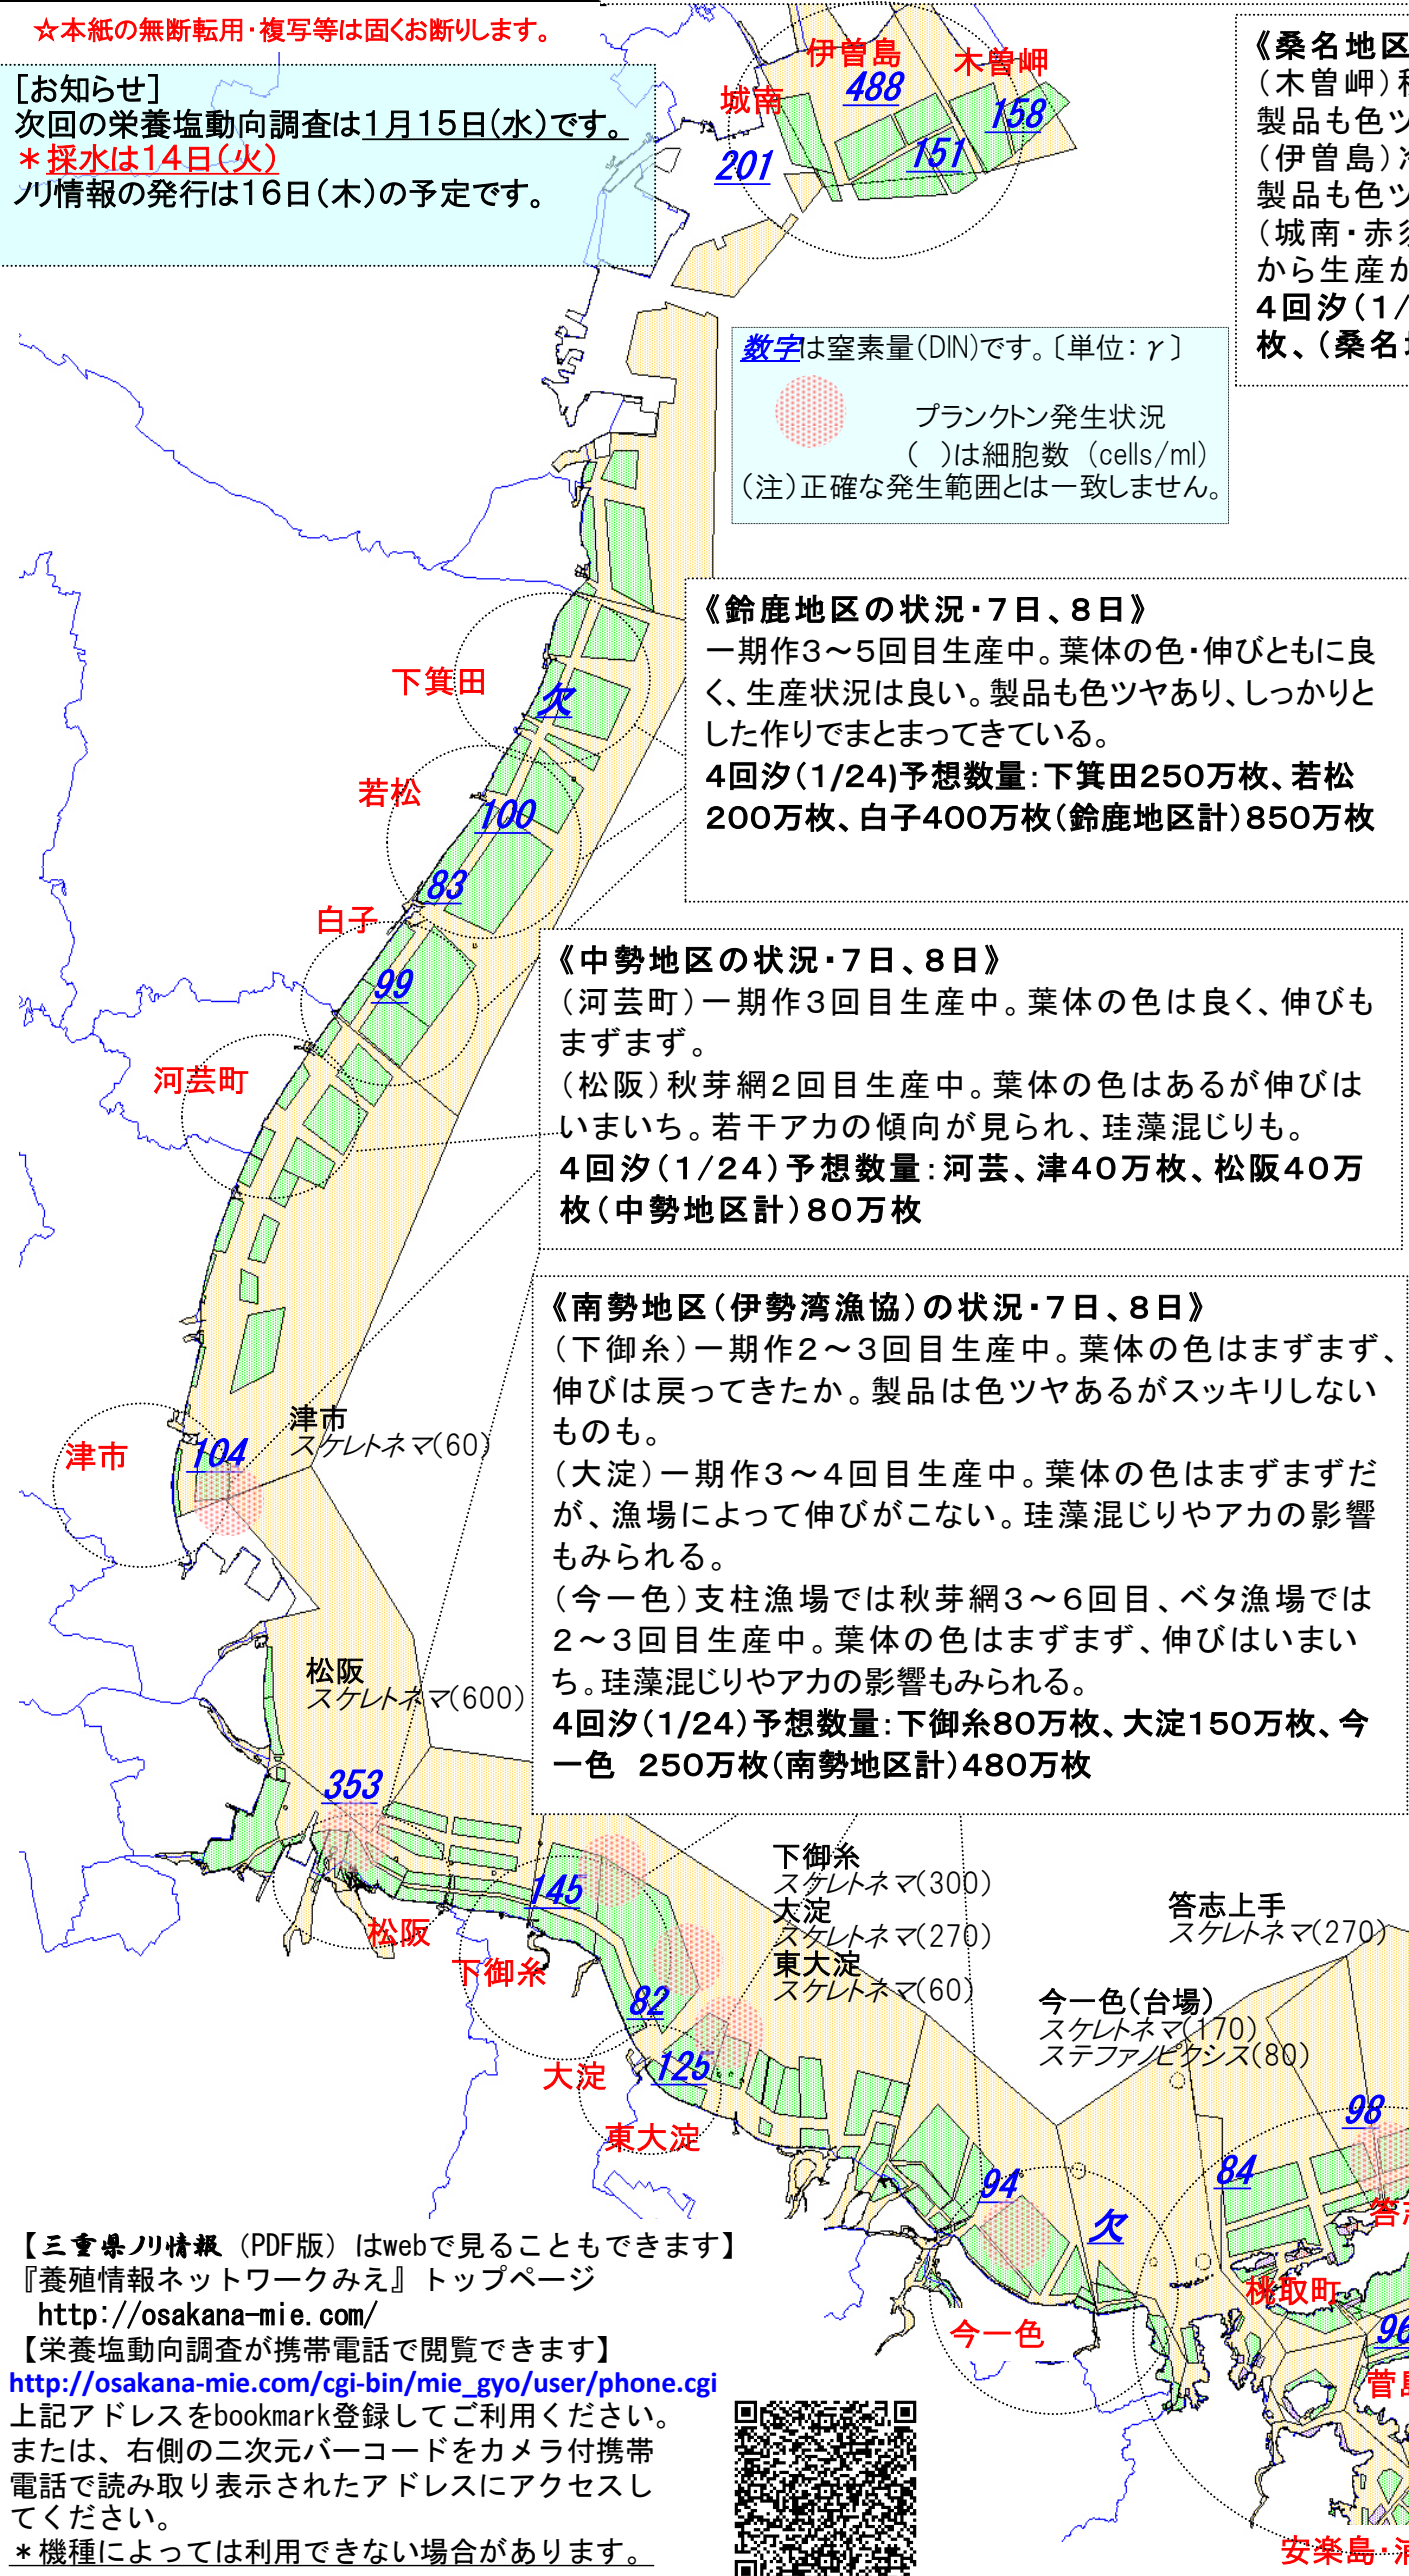 ☆本紙の無断転用･複写等は固くお断りします。
［お知らせ］
次回の栄養塩動向調査は1月15日(水)です。
＊採水は14日(火)
ノリ情報の発行は16日(木)の予定です。
伊曽島
木曽岬
城南
488
158
151
201
《桑名地区
(木曽岬)
製品も色ツ
(伊曽島)
製品も色ツ
(城南･赤
から生産か
4回汐(1/
枚、(桑名
数字は窒素量(DIN)です。〔単位：γ〕
プランクトン発生状況
(　)は細胞数 (cells/ml)
(注)正確な発生範囲とは一致しません。
《鈴鹿地区の状況･7日、8日》
一期作3～5回目生産中。葉体の色･伸びともに良
く、生産状況は良い。製品も色ツヤあり、しっかりと
した作りでまとまってきている。
4回汐(1/24)予想数量：下箕田250万枚、若松
200万枚、白子400万枚(鈴鹿地区計)850万枚
下箕田
欠
若松
100
83
白子
99
河芸町
《中勢地区の状況･7日、8日》
(河芸町)一期作3回目生産中。葉体の色は良く、伸びも
まずまず。
(松阪)秋芽網2回目生産中。葉体の色はあるが伸びは
いまいち。若干アカの傾向が見られ、珪藻混じりも。
4回汐(1/24)予想数量：河芸、津40万枚、松阪40万
枚(中勢地区計)80万枚
《南勢地区(伊勢湾漁協)の状況･7日、8日》
(下御糸)一期作2～3回目生産中。葉体の色はまずまず、
伸びは戻ってきたか。製品は色ツヤあるがスッキリしない
ものも。
(大淀)一期作3～4回目生産中。葉体の色はまずまずだ
が、漁場によって伸びがこない。珪藻混じりやアカの影響
もみられる。
(今一色)支柱漁場では秋芽網3～6回目、ベタ漁場では
2～3回目生産中。葉体の色はまずまず、伸びはいまい
ち。珪藻混じりやアカの影響もみられる。
4回汐(1/24)予想数量：下御糸80万枚、大淀150万枚、今
一色　250万枚(南勢地区計)480万枚
津市
スケレトネマ(60)
津市
104
松阪
スケレトネマ(600)
353
145
松阪
下御糸
82
125
大淀
東大淀
下御糸
スケレトネマ(300)
大淀
スケレトネマ(270)
東大淀
スケレトネマ(60)
答志上手
スケレトネマ(270)
今一色(台場)
スケレトネマ(170)
ステファノピクシス(80)
98
84
94
欠
答志
桃取町
96
今一色
菅島
安楽島･浦
【三重県ノリ情報（PDF版）はwebで見ることもできます】
『養殖情報ネットワークみえ』トップページ
http://osakana-mie.com/
【栄養塩動向調査が携帯電話で閲覧できます】
http://osakana-mie.com/cgi-bin/mie_gyo/user/phone.cgi
上記アドレスをbookmark登録してご利用ください。
または、右側の二次元バーコードをカメラ付携帯
電話で読み取り表示されたアドレスにアクセスし
てください。
＊機種によっては利用できない場合があります。